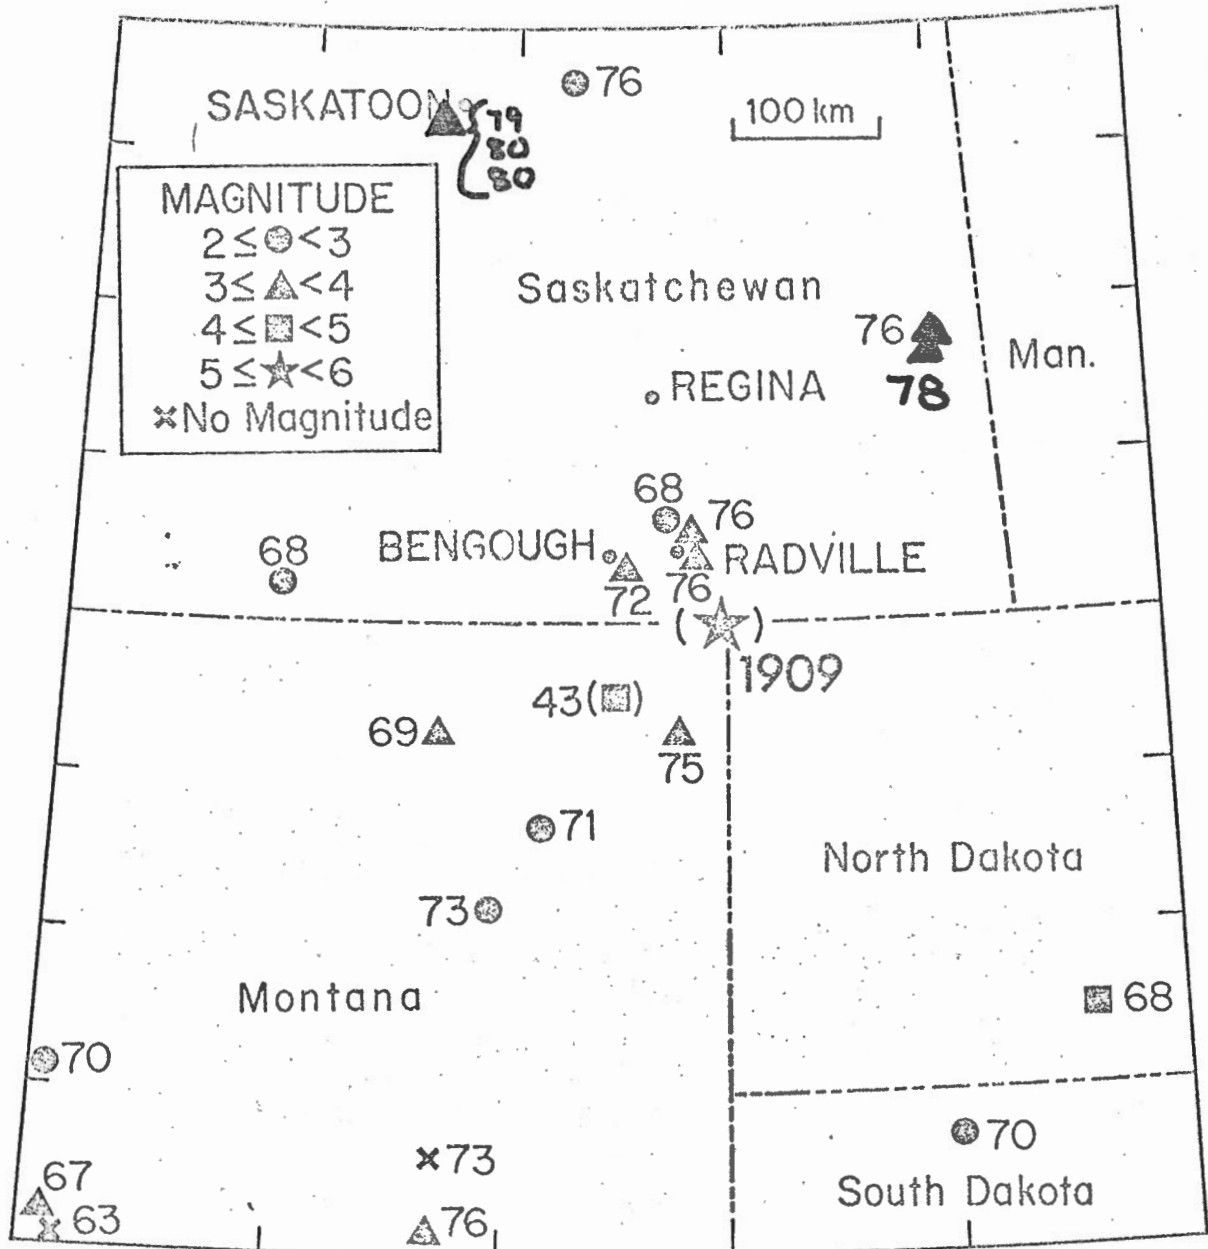 76
SASKATOON
79
80
80
100 km
MAGNITUDE
2≤●<3
3≤▲<4
4≤■<5
5≤★<6
×No Magnitude
Saskatchewan
76
78
Man.
REGINA
68
76
68
BENGOUGH
RADVILLE
72
76
( )
1909
43( )
69
75
71
North Dakota
73
Montana
68
70
70
73
67
South Dakota
63
76